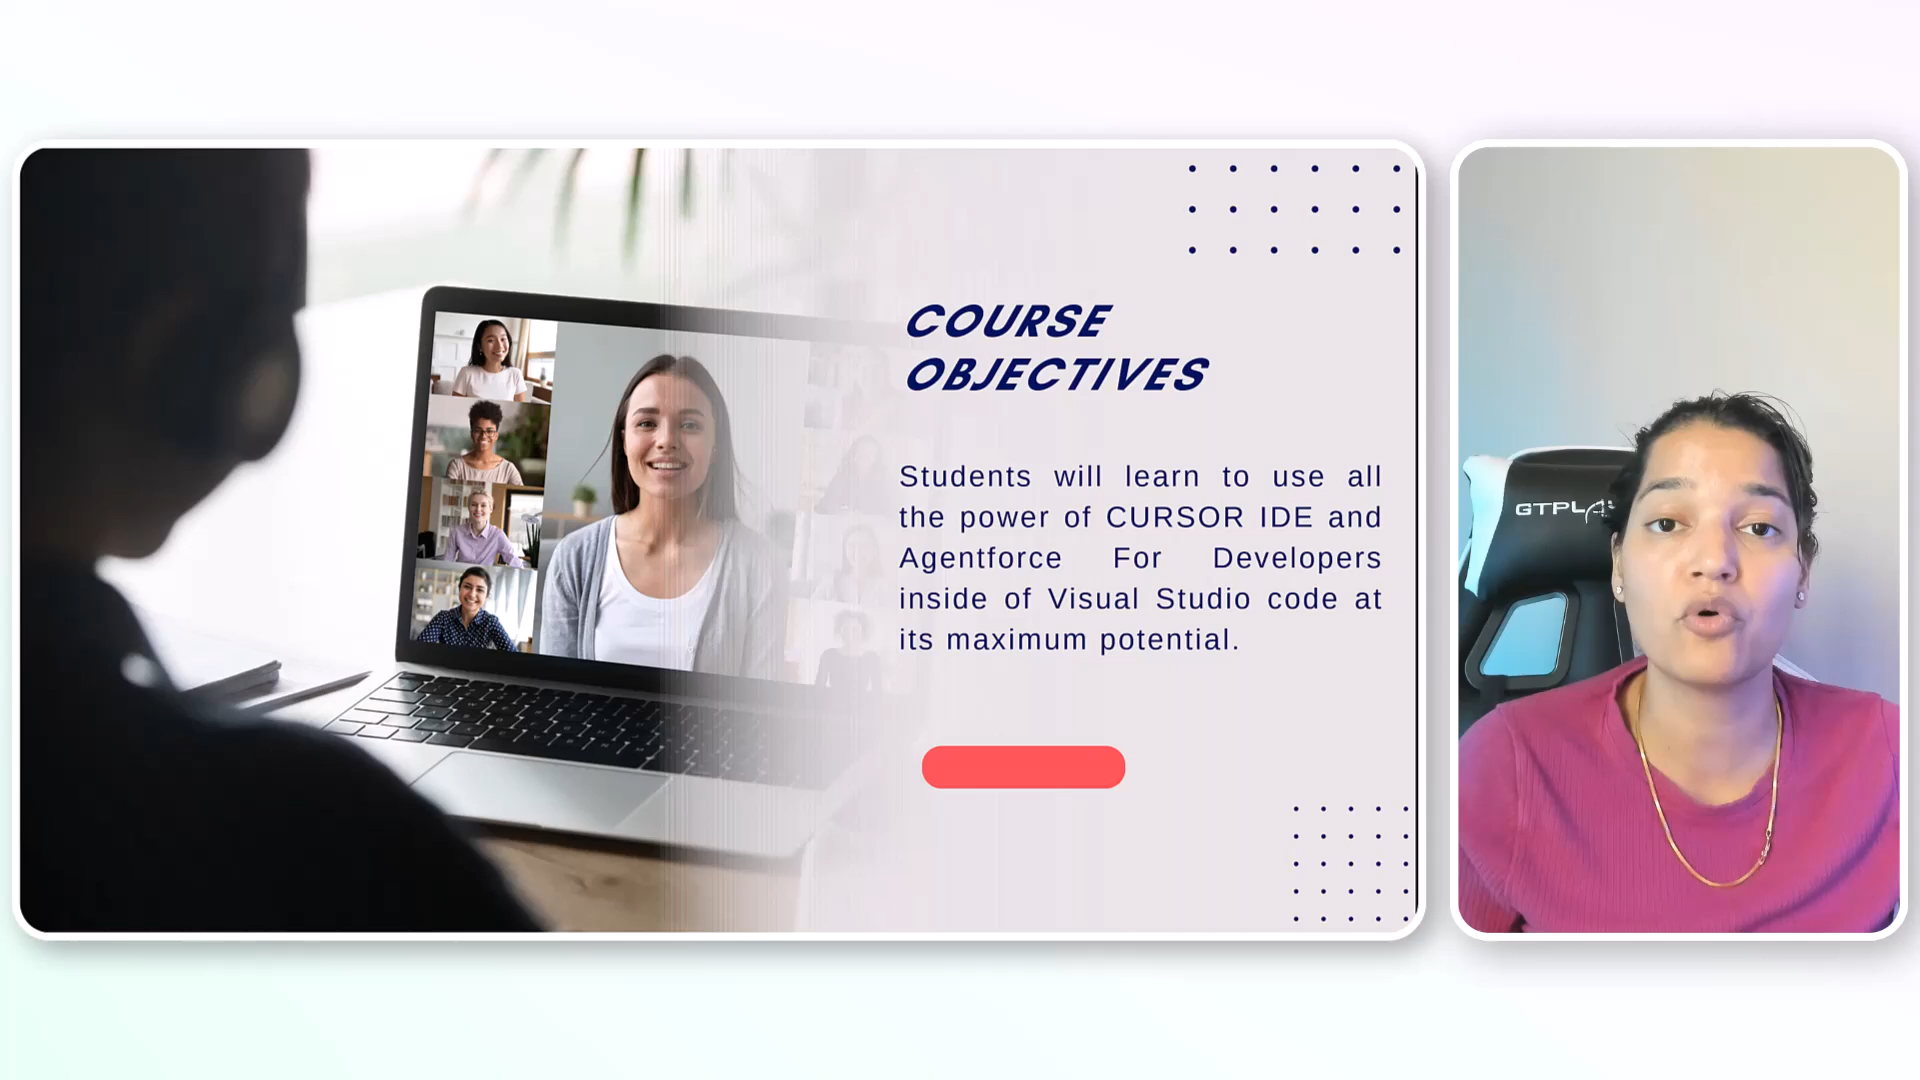 COURSE
OBJECTIVES
Students will learn to use all
the power of CURSOR IDE and
Agentforce For Developers
inside of Visual Studio code at
its maximum potential.